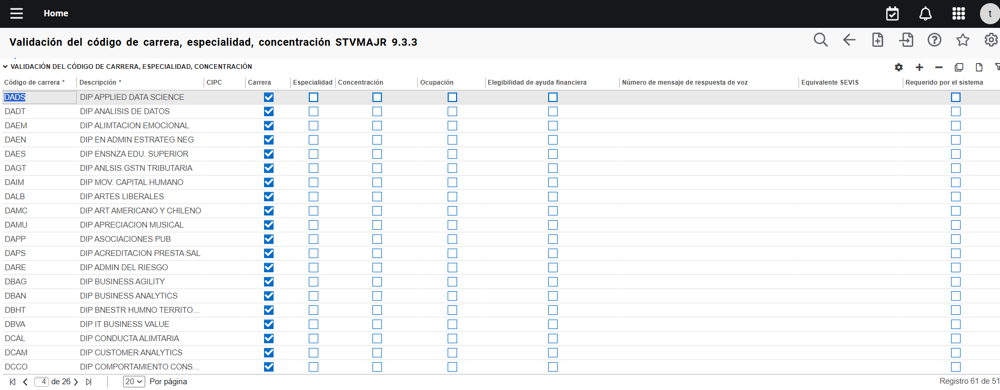 Home
t
Validación del código de carrera, especialidad, concentración STVMAJR 9.3.3
VALIDACIÓN DEL CÓDIGO DE CARRERA, ESPECIALIDAD, CONCENTRACIÓN
Código de carrera * Descripción * CIPC Carrera Especialidad Concentración Ocupación Elegibilidad de ayuda financiera Número de mensaje de respuesta de voz Equivalente SEVIS Requerido por el sistema
DADS DIP APPLIED DATA SCIENCE
DADT DIP ANALISIS DE DATOS
DAEM DIP ALIMTACION EMOCIONAL
DAEN DIP EN ADMIN ESTRATEG NEG
DAES DIP ENSNZA EDU. SUPERIOR
DAGT DIP ANLSIS GSTN TRIBUTARIA
DAIM DIP MOV. CAPITAL HUMANO
DALB DIP ARTES LIBERALES
DAMC DIP ART AMERICANO Y CHILENO
DAMU DIP APRECIACION MUSICAL
DAPP DIP ASOCIACIONES PUB
DAPS DIP ACREDITACION PRESTA SAL
DARE DIP ADMIN DEL RIESGO
DBAG DIP BUSINESS AGILITY
DBAN DIP BUSINESS ANALYTICS
DBHT DIP BNESTR HUMNO TERRITO...
DBVA DIP IT BUSINESS VALUE
DCAL DIP CONDUCTA ALIMTARIA
DCAM DIP CUSTOMER ANALYTICS
DCCO DIP COMPORTAMIENTO CONS...
4 de 26 20 Por página Registro 61 de 51